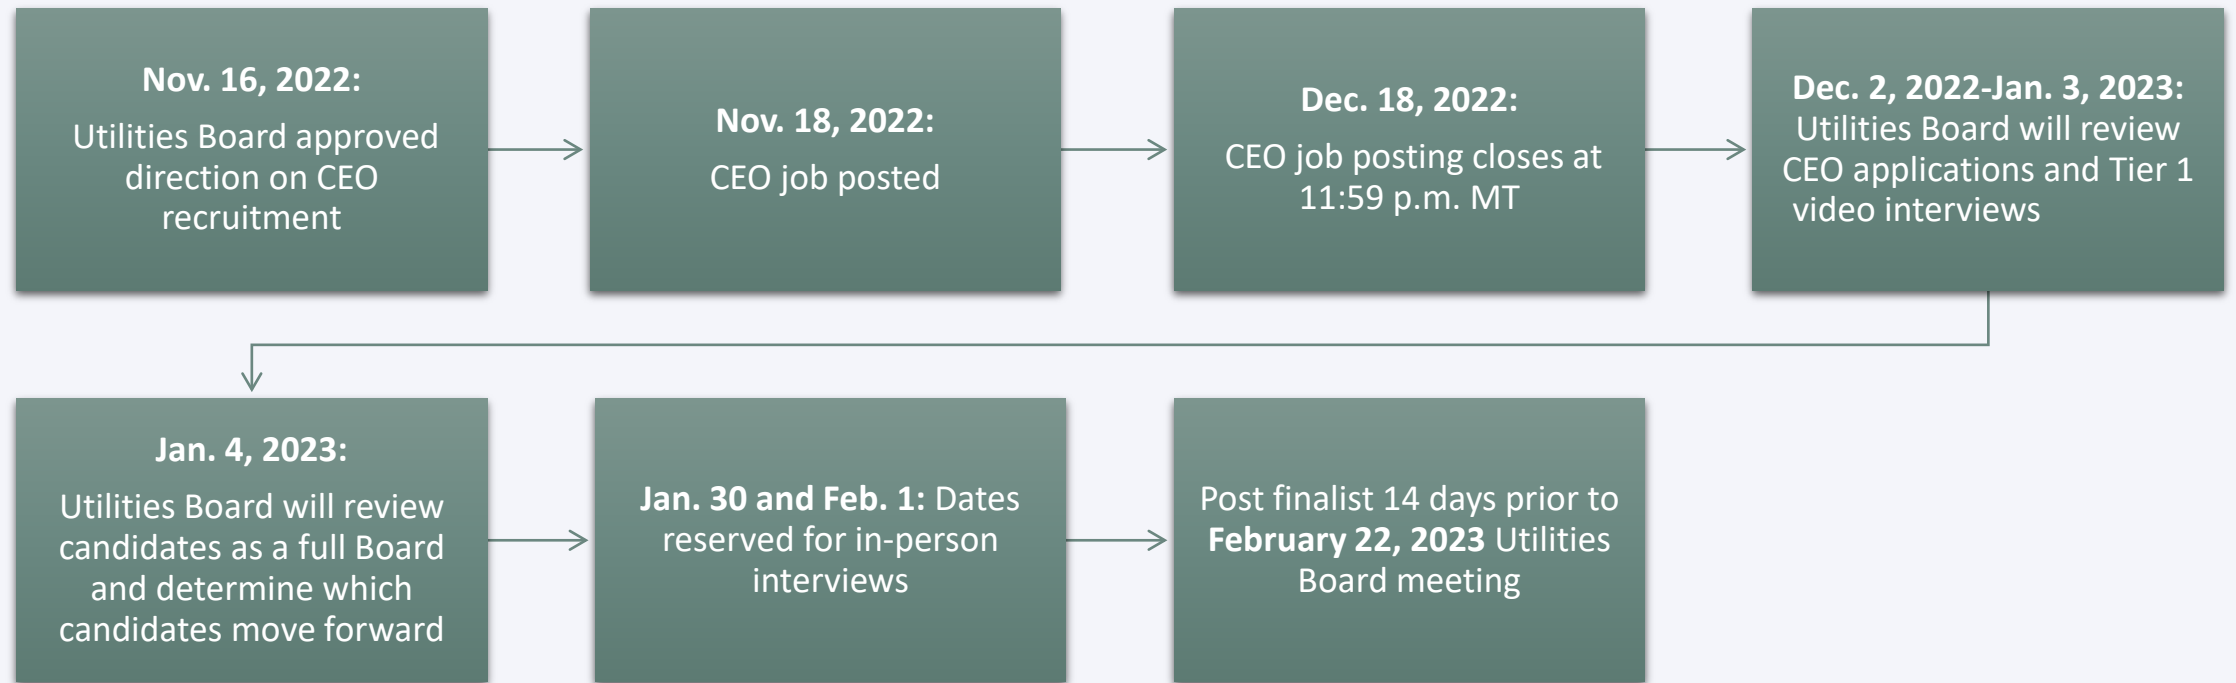 Nov. 16, 2022:
Utilities Board approved
direction on CEO
recruitment
Nov. 18, 2022:
CEO job posted
Dec. 18, 2022:
CEO job posting closes at
11:59 p.m. MT
Dec. 2, 2022-Jan. 3, 2023:
Utilities Board will review
CEO applications and Tier 1
video interviews
Jan. 4, 2023:
Utilities Board will review
candidates as a full Board
and determine which
candidates move forward
Jan. 30 and Feb. 1: Dates
reserved for in-person
interviews
Post finalist 14 days prior to
February 22, 2023 Utilities
Board meeting